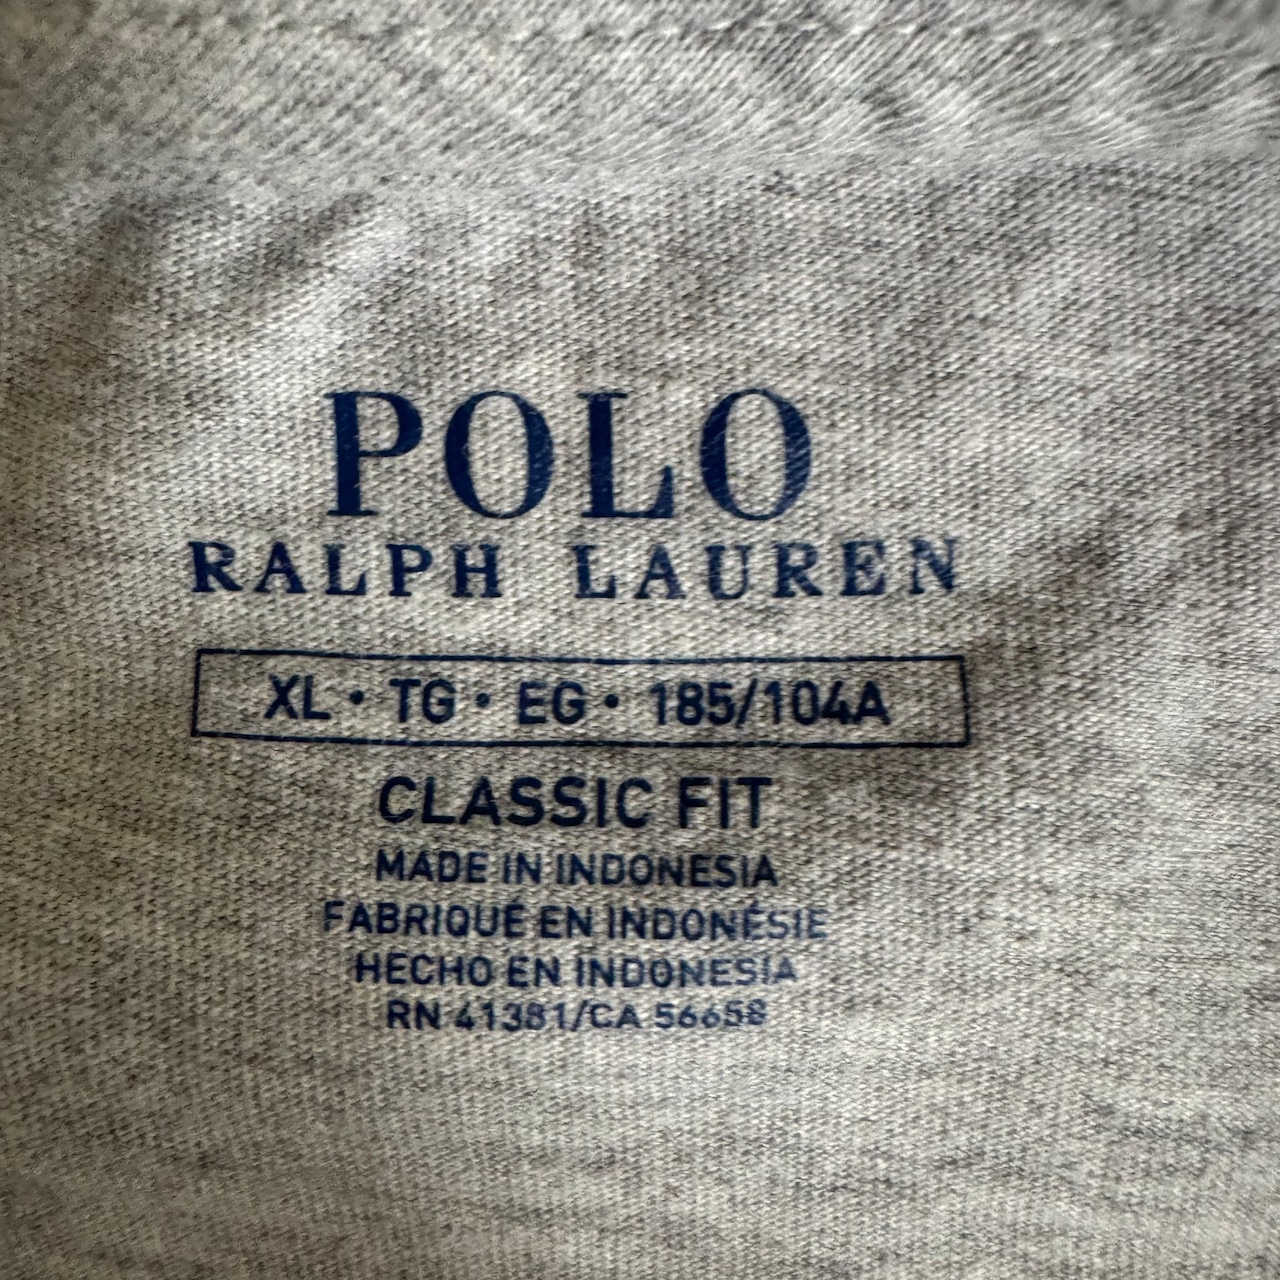 POLO
RALPH LAUREN
XL • TG • EG • 185/104A
CLASSIC FIT
MADE IN INDONESIA
FABRIQUÉ EN INDONÉSIE
HECHO EN INDONESIA
RN 41381/CA 56658